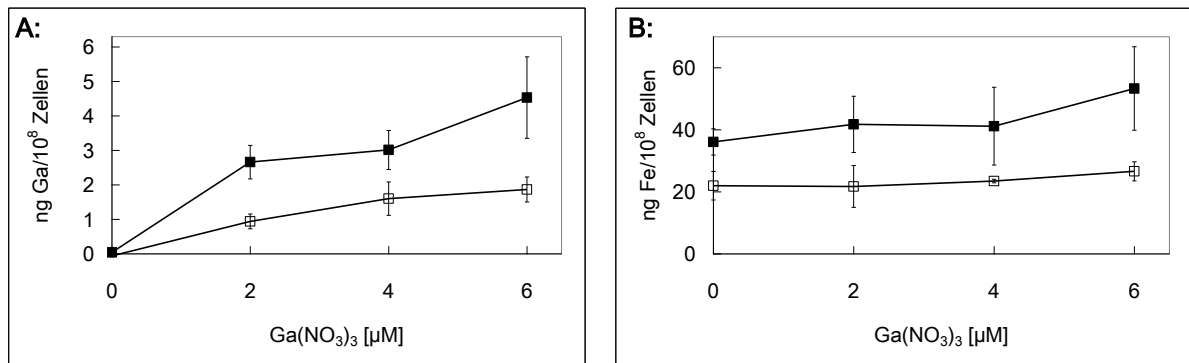 A:
ng Ga/10⁸ Zellen
6
5
4
3
2
1
0
0 2 4 6
Ga(NO₃)₃ [µM]
B:
ng Fe/10⁸ Zellen
60
40
20
0
0 2 4 6
Ga(NO₃)₃ [µM]